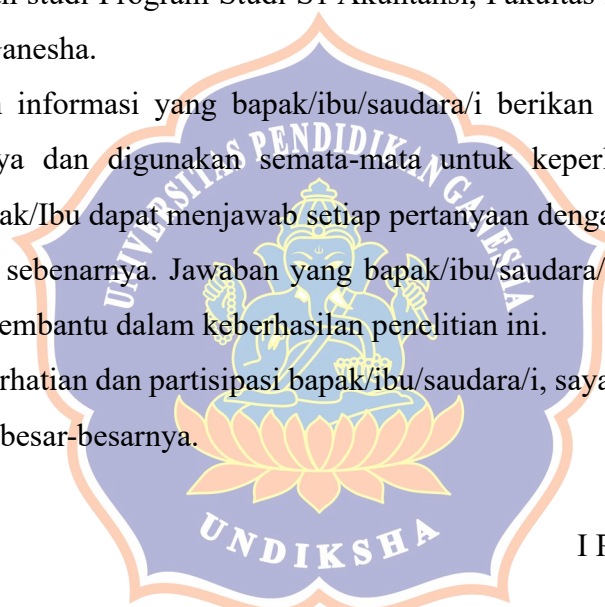 studi Program Studi S1 Akuntansi, Fakultas
anesha.
informasi yang bapak/ibu/saudara/i berikan
ya dan digunakan semata-mata untuk keper
ak/Ibu dapat menjawab setiap pertanyaan denga
sebenarnya. Jawaban yang bapak/ibu/saudara/
embantu dalam keberhasilan penelitian ini.
rhatian dan partisipasi bapak/ibu/saudara/i, saya
besar-besarnya.
I
UNIVERSITAS PENDIDIKAN GANESHA
UNDIKSHA